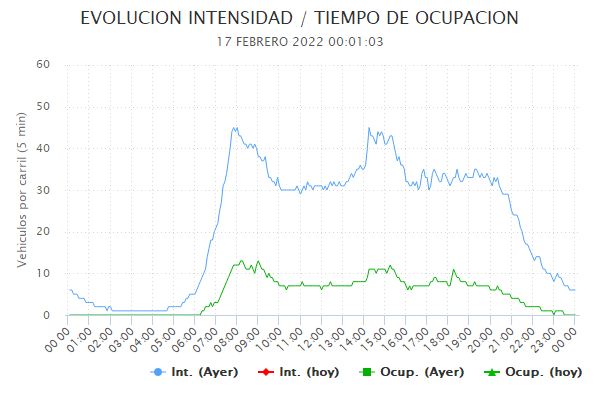 EVOLUCION INTENSIDAD / TIEMPO DE OCUPACION
17 FEBRERO 2022 00:01:03
Vehiculos por carril (5 min)
60
50
40
30
20
10
0
00:00 01:00 02:00 03:00 04:00 05:00 06:00 07:00 08:00 09:00 10:00 11:00 12:00 13:00 14:00 15:00 16:00 17:00 18:00 19:00 20:00 21:00 22:00 23:00 00:00
Int. (Ayer) Int. (hoy) Ocup. (Ayer) Ocup. (hoy)